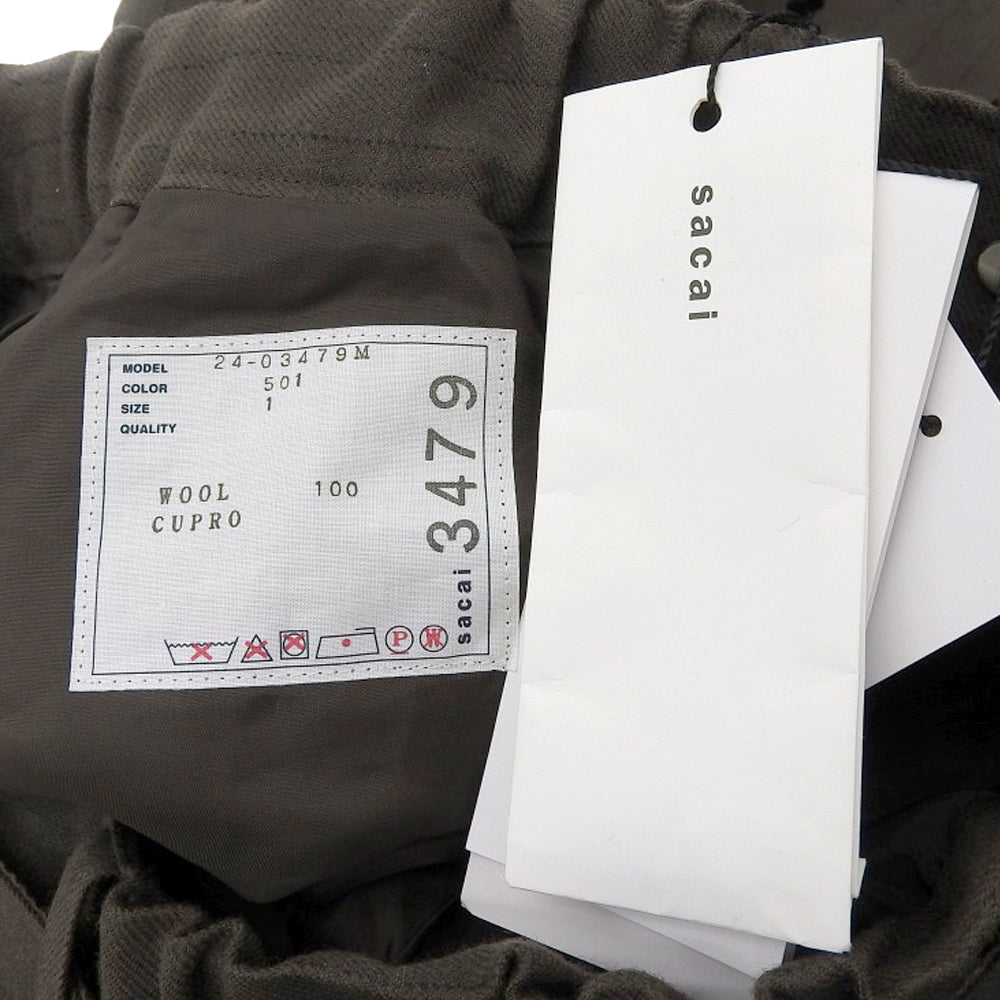 MODEL 24-03479M
COLOR 501
SIZE 1
QUALITY
WOOL 100
CUPRO
sacai 3479
P
W
sacai